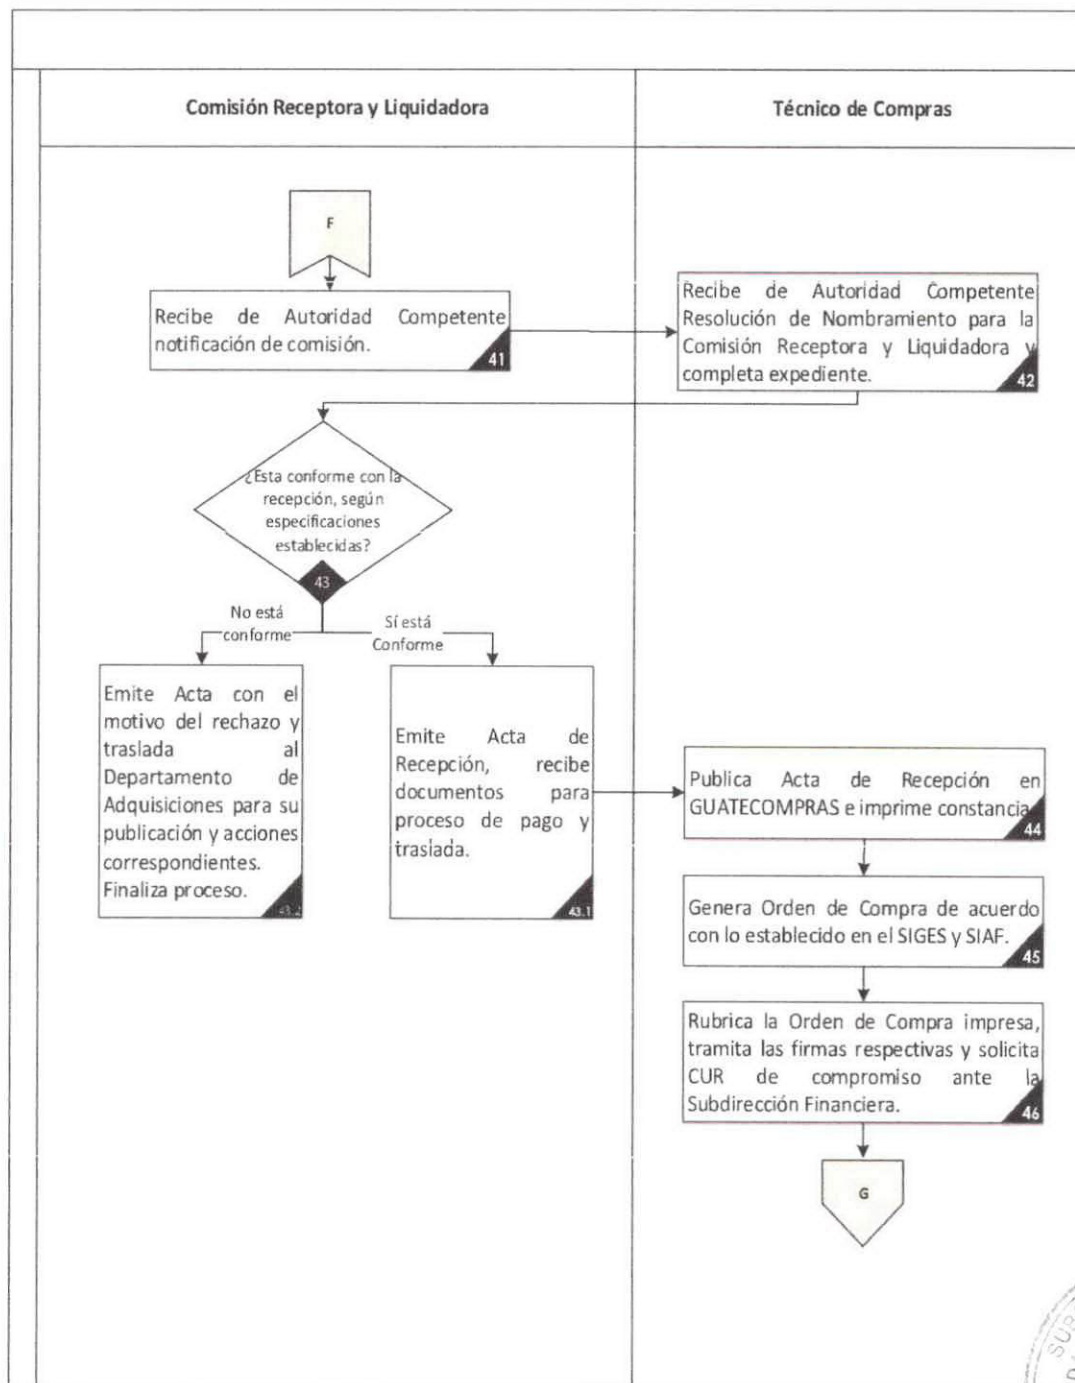 Comisión Receptora y Liquidadora
Técnico de Compras
F
Recibe de Autoridad Competente
notificación de comisión.
41
Recibe de Autoridad Competente
Resolución de Nombramiento para la
Comisión Receptora y Liquidadora y
completa expediente.
42
¿Esta conforme con la
recepción, según
especificaciones
establecidas?
43
No está
conforme
Sí está
Conforme
Emite Acta con el
motivo del rechazo y
traslada al
Departamento de
Adquisiciones para su
publicación y acciones
correspondientes.
Finaliza proceso.
43.2
Emite Acta de
Recepción, recibe
documentos para
proceso de pago y
traslada.
43.1
Publica Acta de Recepción en
GUATECOMPRAS e imprime constancia
44
Genera Orden de Compra de acuerdo
con lo establecido en el SIGES y SIAF.
45
Rubrica la Orden de Compra impresa,
tramita las firmas respectivas y solicita
CUR de compromiso ante la
Subdirección Financiera.
46
G